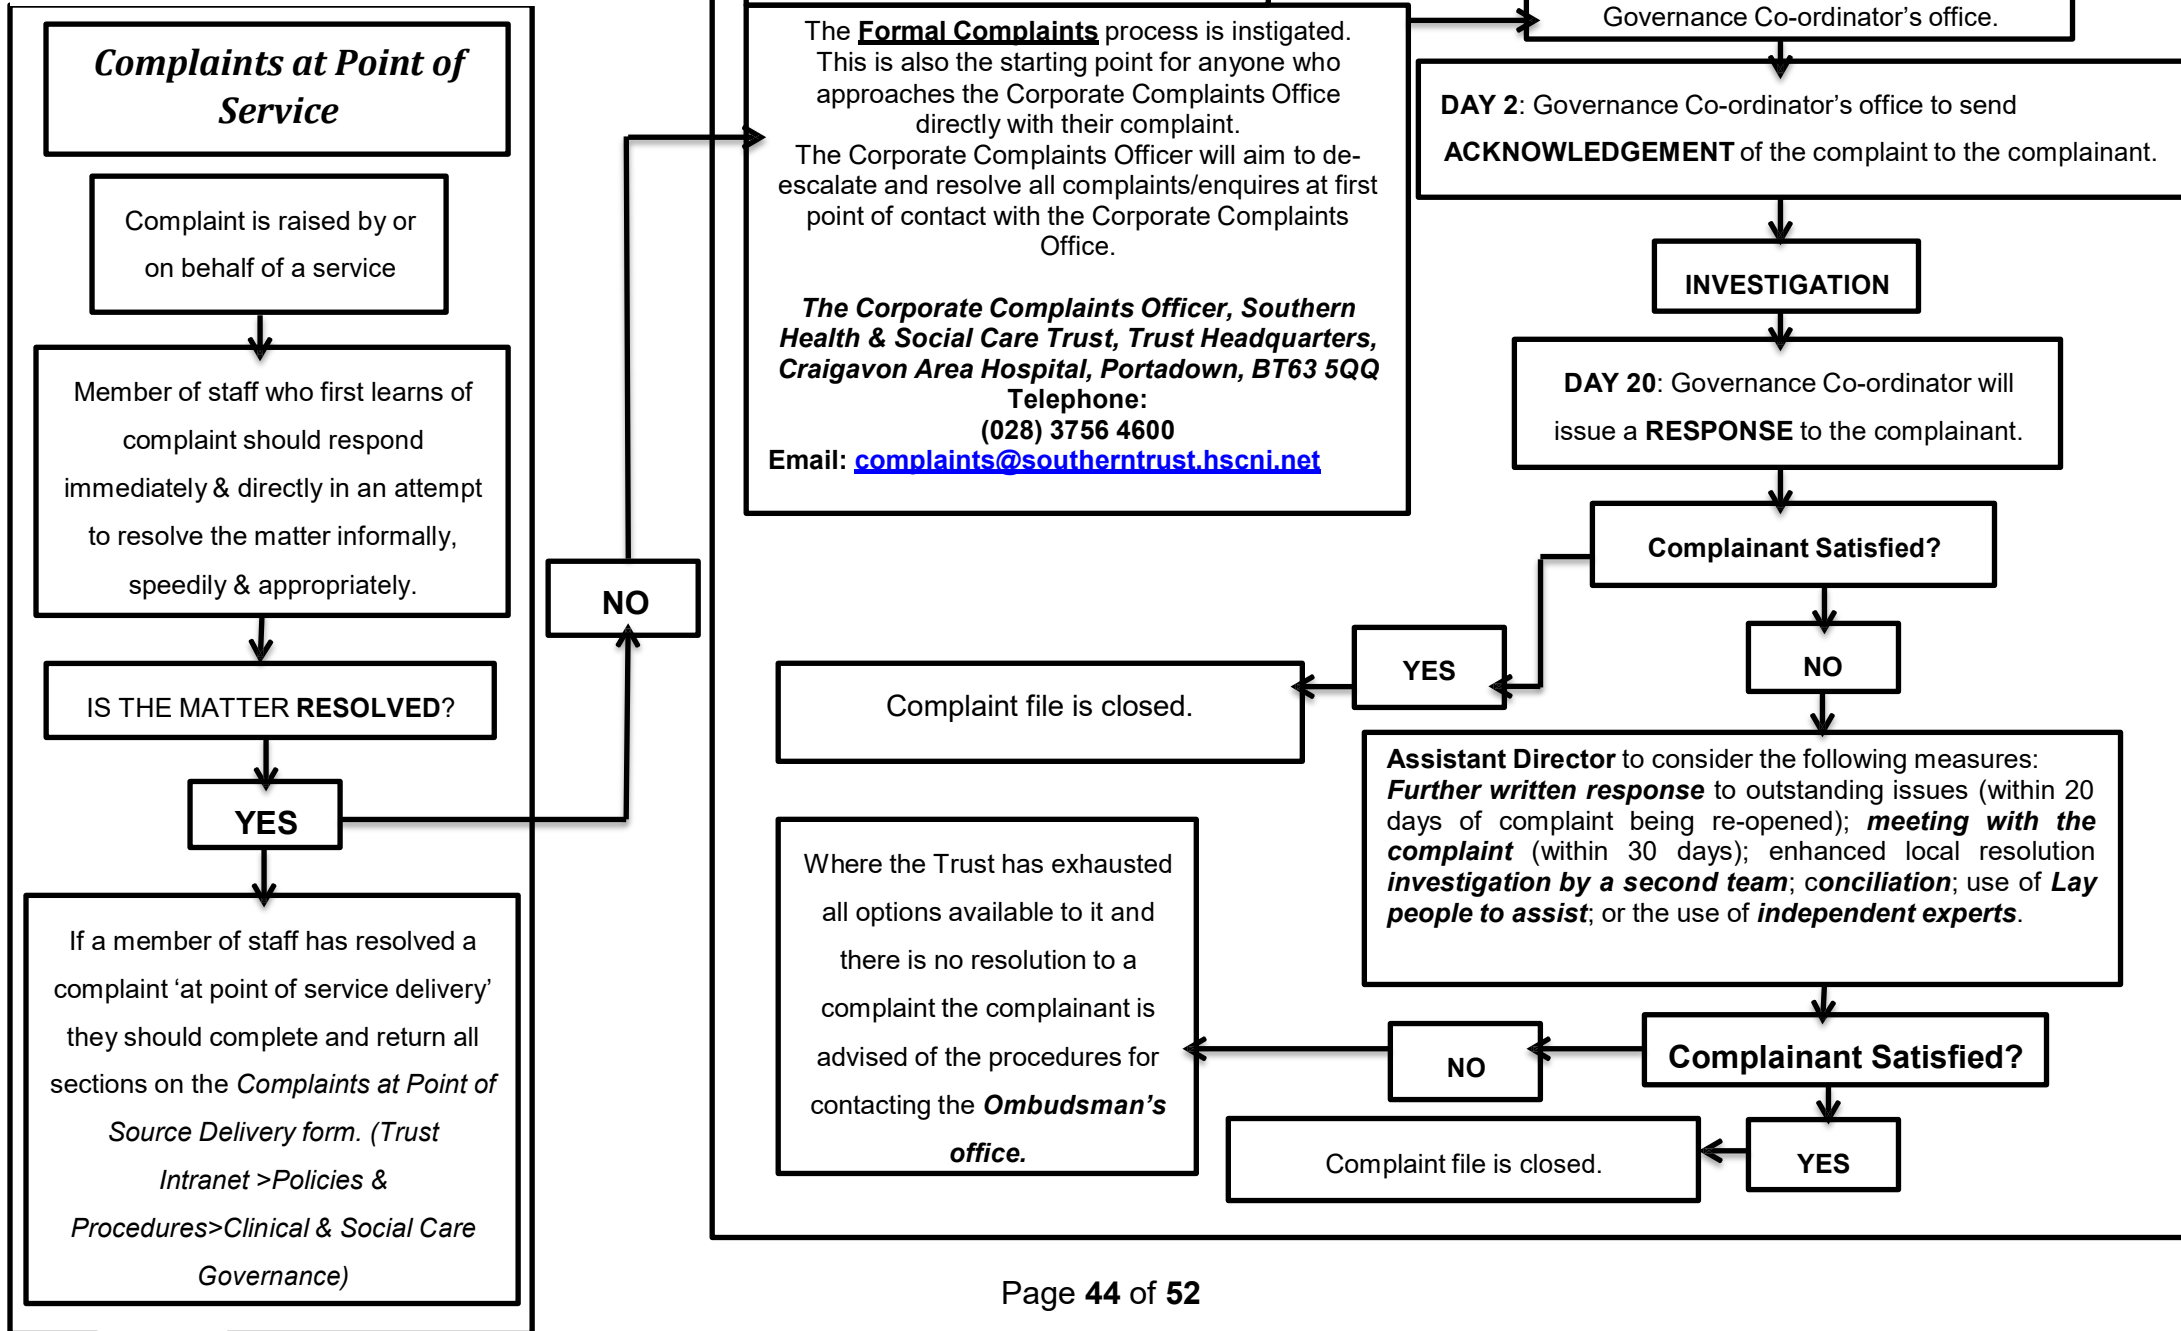 Complaints at Point of
Service
Complaint is raised by or
on behalf of a service
Member of staff who first learns of
complaint should respond
immediately & directly in an attempt
to resolve the matter informally,
speedily & appropriately.
IS THE MATTER RESOLVED?
YES
If a member of staff has resolved a
complaint ‘at point of service delivery’
they should complete and return all
sections on the Complaints at Point of
Source Delivery form. (Trust
Intranet >Policies &
Procedures>Clinical & Social Care
Governance)
NO
The Formal Complaints process is instigated.
This is also the starting point for anyone who
approaches the Corporate Complaints Office
directly with their complaint.
The Corporate Complaints Officer will aim to de-
escalate and resolve all complaints/enquires at first
point of contact with the Corporate Complaints
Office.
The Corporate Complaints Officer, Southern
Health & Social Care Trust, Trust Headquarters,
Craigavon Area Hospital, Portadown, BT63 5QQ
Telephone:
(028) 3756 4600
Email: complaints@southerntrust.hscni.net
Governance Co-ordinator’s office.
DAY 2: Governance Co-ordinator’s office to send
ACKNOWLEDGEMENT of the complaint to the complainant.
INVESTIGATION
DAY 20: Governance Co-ordinator will
issue a RESPONSE to the complainant.
Complainant Satisfied?
YES
Complaint file is closed.
NO
Assistant Director to consider the following measures:
Further written response to outstanding issues (within 20
days of complaint being re-opened); meeting with the
complaint (within 30 days); enhanced local resolution
investigation by a second team; conciliation; use of Lay
people to assist; or the use of independent experts.
Complainant Satisfied?
NO
Where the Trust has exhausted
all options available to it and
there is no resolution to a
complaint the complainant is
advised of the procedures for
contacting the Ombudsman’s
office.
YES
Complaint file is closed.
Page 44 of 52